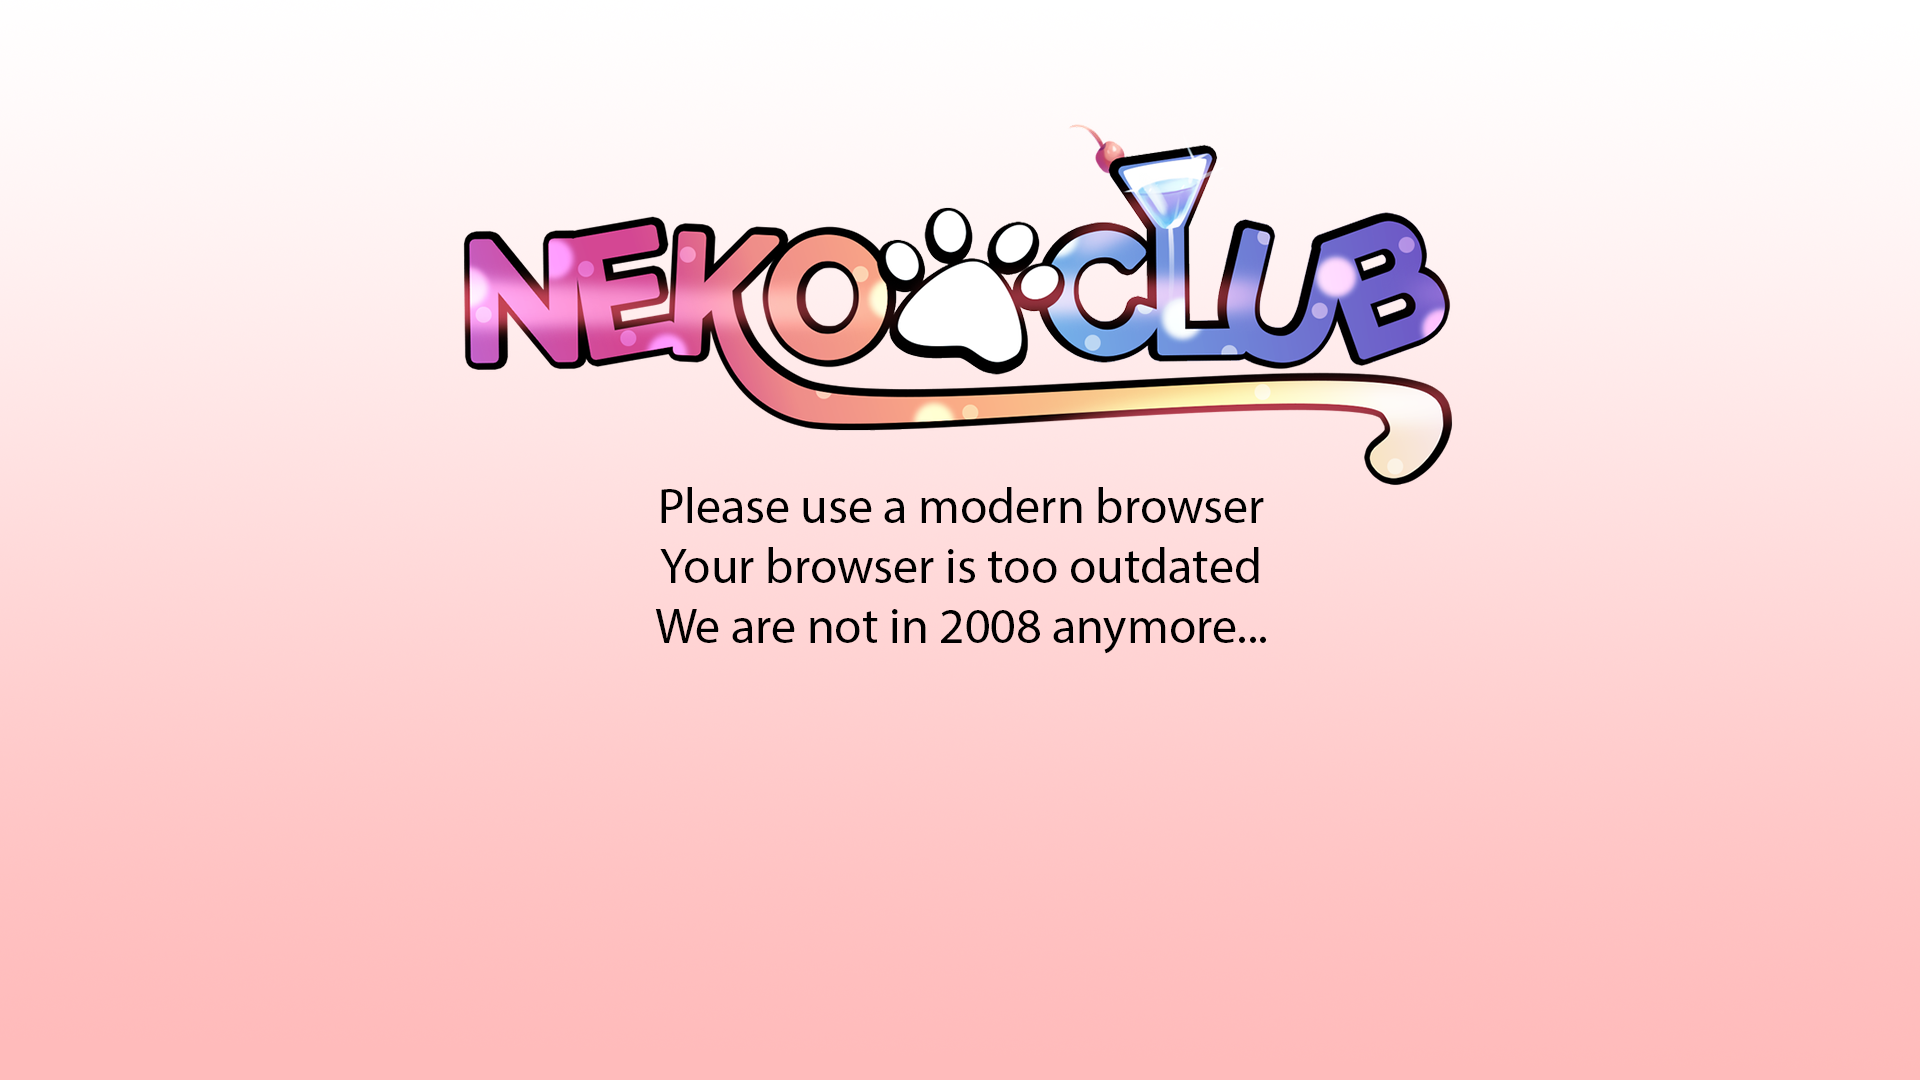 NEKO CLUB
Please use a modern browser
Your browser is too outdated
We are not in 2008 anymore...